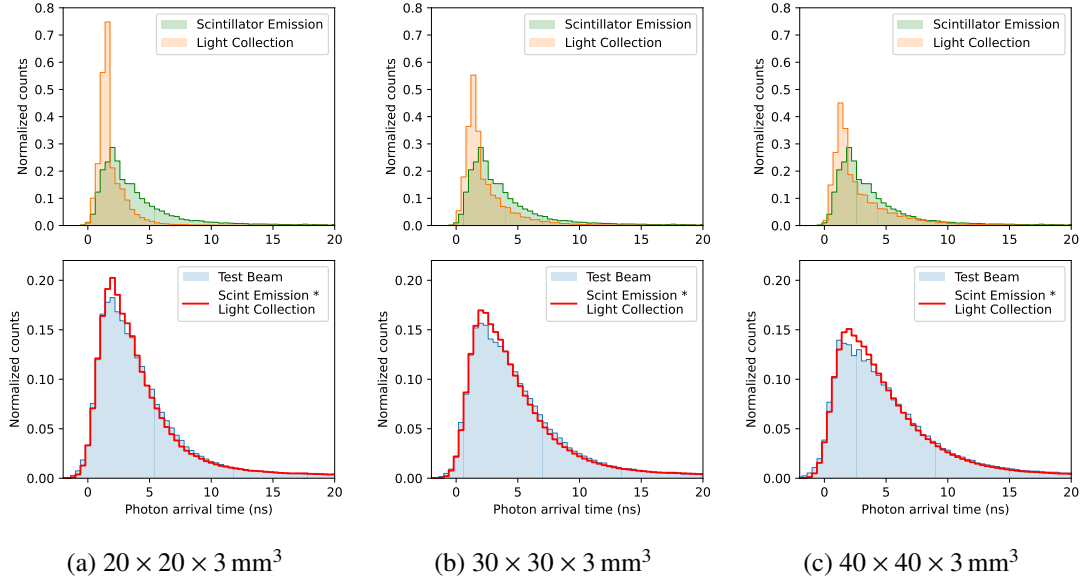 Normalized counts
0.8
0.7
0.6
0.5
0.4
0.3
0.2
0.1
0.0
0 5 10 15 20
Scintillator Emission
Light Collection
Normalized counts
0.8
0.7
0.6
0.5
0.4
0.3
0.2
0.1
0.0
0 5 10 15 20
Scintillator Emission
Light Collection
Normalized counts
0.8
0.7
0.6
0.5
0.4
0.3
0.2
0.1
0.0
0 5 10 15 20
Scintillator Emission
Light Collection
Normalized counts
0.20
0.15
0.10
0.05
0.00
0 5 10 15 20
Photon arrival time (ns)
Test Beam
Scint Emission *
Light Collection
Normalized counts
0.20
0.15
0.10
0.05
0.00
0 5 10 15 20
Photon arrival time (ns)
Test Beam
Scint Emission *
Light Collection
Normalized counts
0.20
0.15
0.10
0.05
0.00
0 5 10 15 20
Photon arrival time (ns)
Test Beam
Scint Emission *
Light Collection
(a) 20 × 20 × 3 mm³
(b) 30 × 30 × 3 mm³
(c) 40 × 40 × 3 mm³